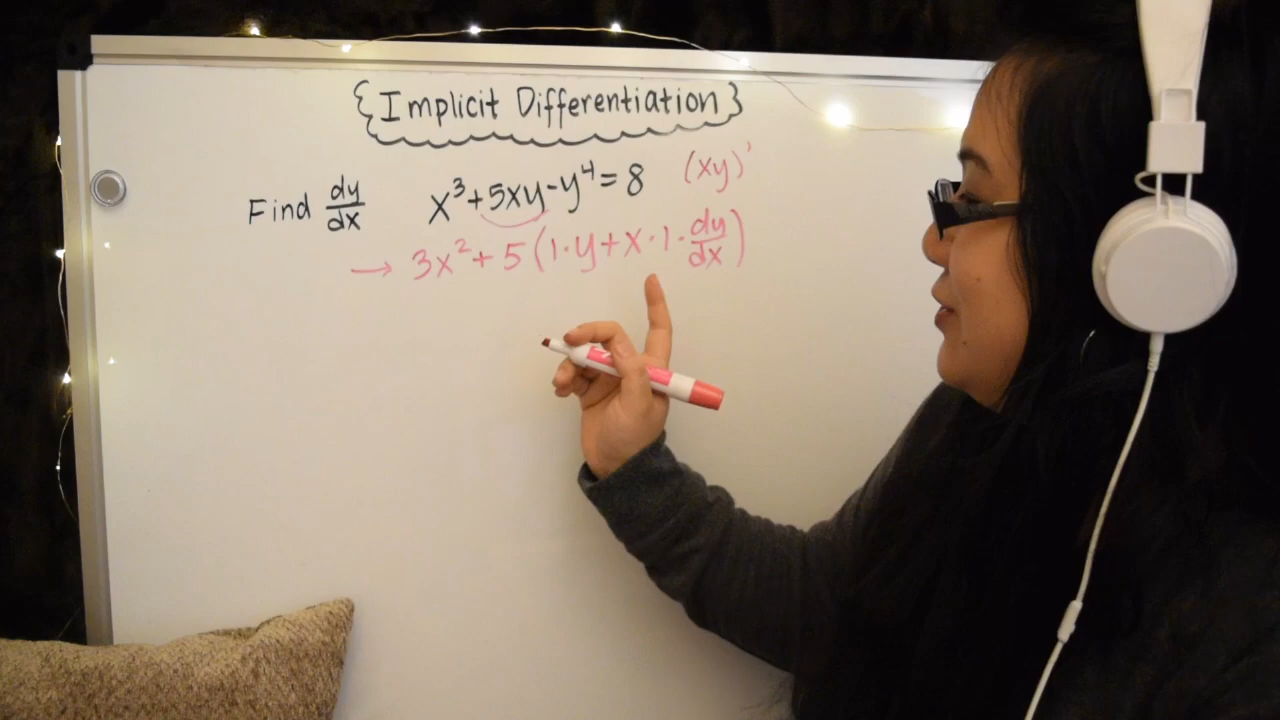 {Implicit Differentiation}
Find dy/dx x³+5xy-y⁴=8 (xy)'
→ 3x²+5(1·y+x·1·dy/dx)